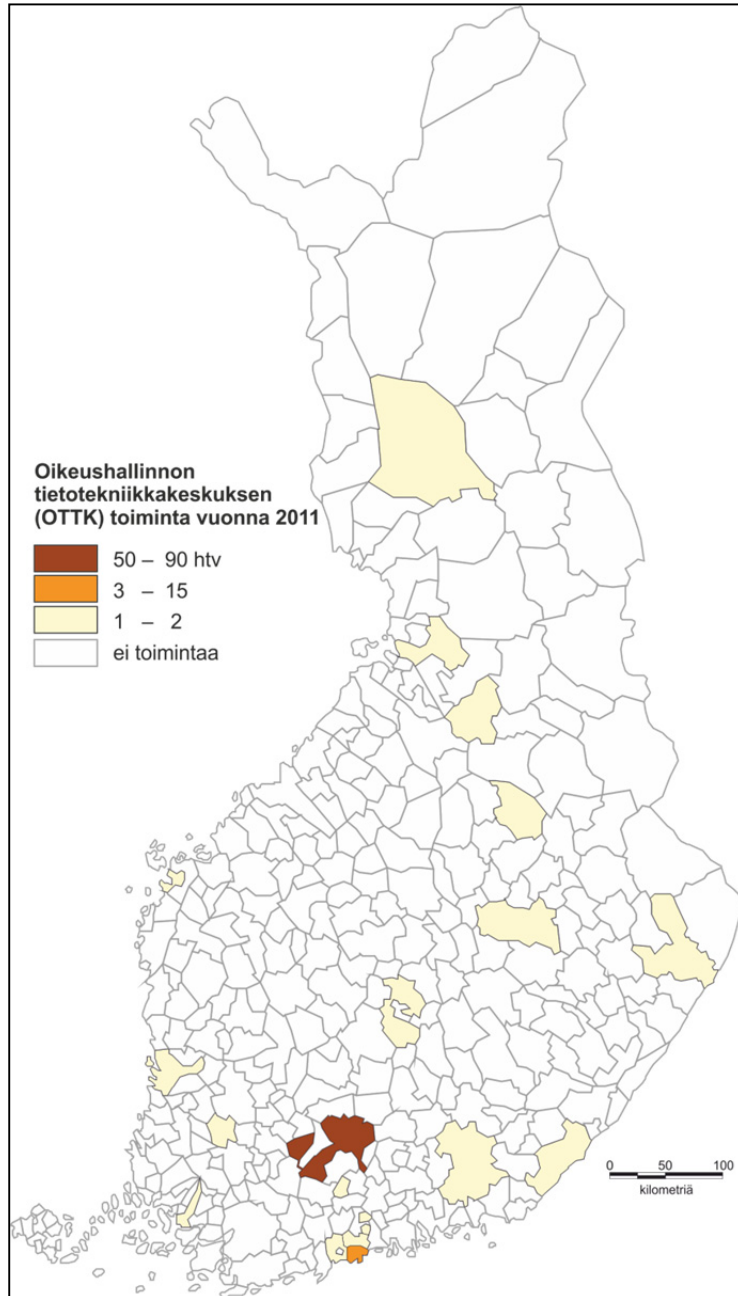 Oikeushallinnon
tietotekniikkakeskuksen
(OTTK) toiminta vuonna 2011
50 – 90 htv
3 – 15
1 – 2
ei toimintaa
0 50 100
kilometriä